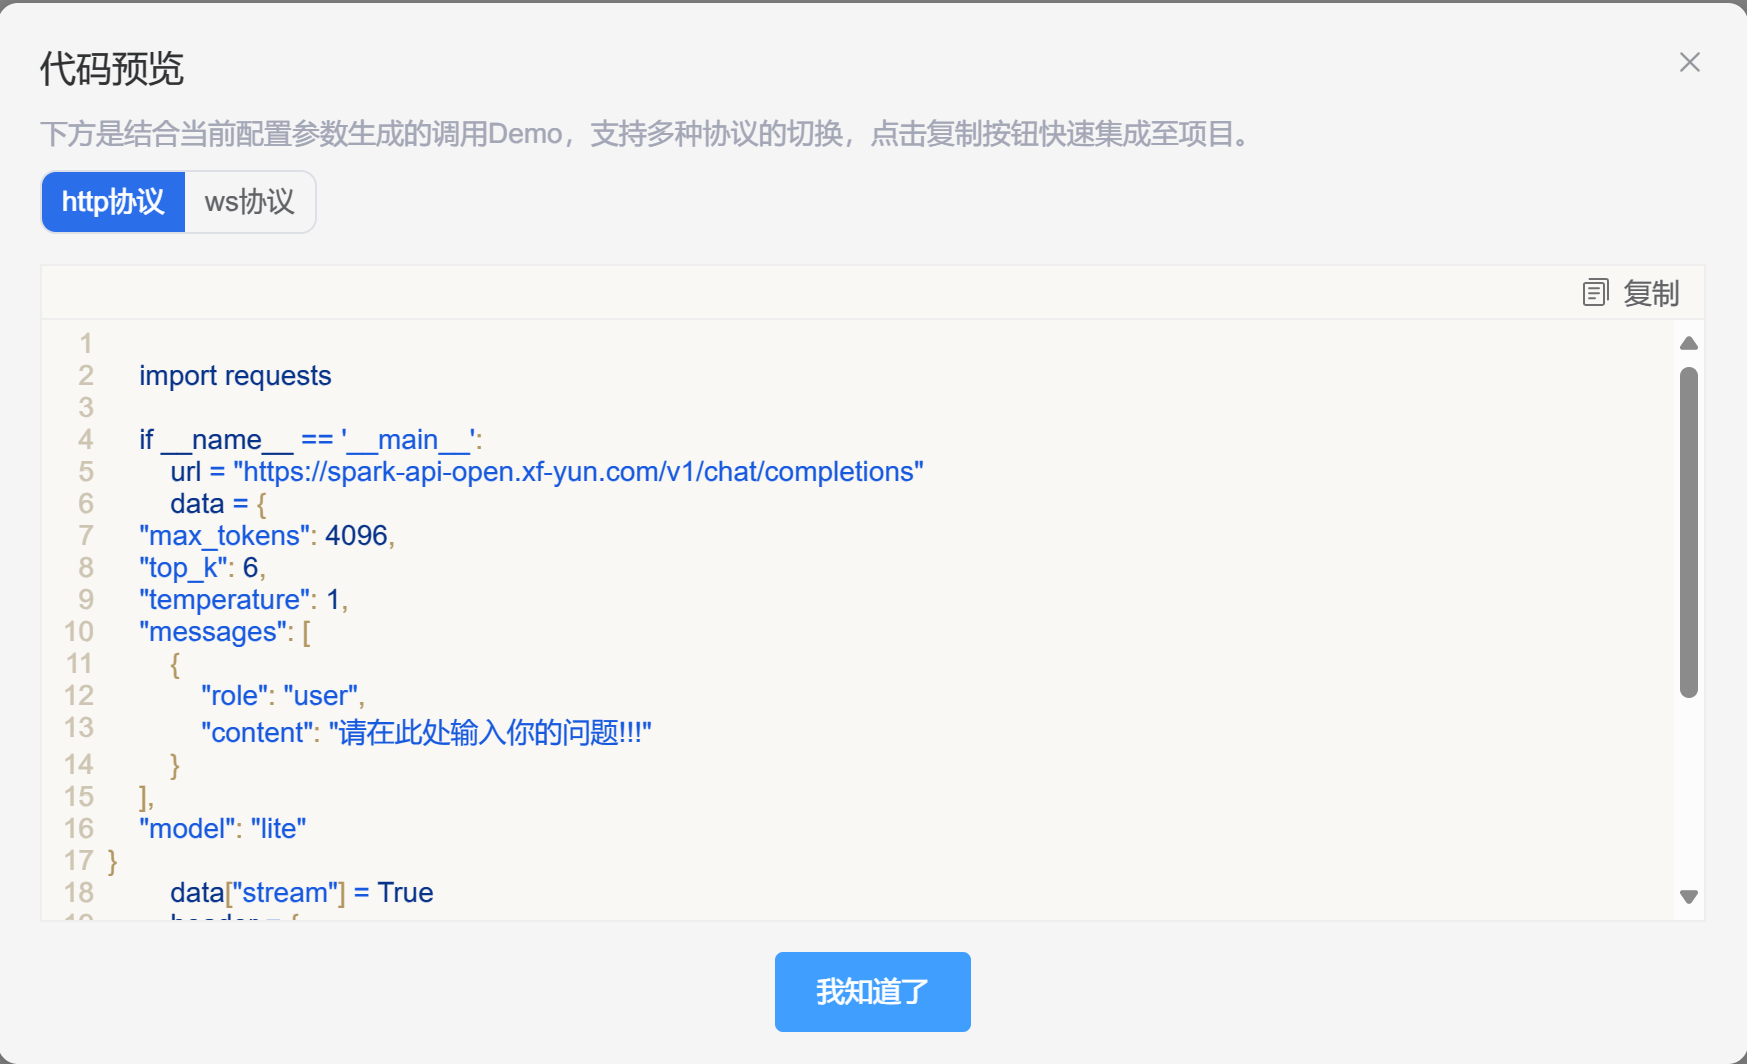 代码预览
下方是结合当前配置参数生成的调用Demo，支持多种协议的切换，点击复制按钮快速集成至项目。
http协议 ws协议
复制
1
2 import requests
3
4 if __name__ == '__main__':
5 url = "https://spark-api-open.xf-yun.com/v1/chat/completions"
6 data = {
7 "max_tokens": 4096,
8 "top_k": 6,
9 "temperature": 1,
10 "messages": [
11 {
12 "role": "user",
13 "content": "请在此处输入你的问题!!!"
14 }
15 ],
16 "model": "lite"
17 }
18 data["stream"] = True
19 header = {
我知道了